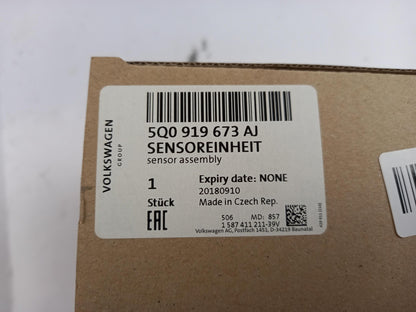 VOLKSWAGEN
GROUP
5Q0 919 673 AJ
SENSOREINHEIT
sensor assembly
1
Expiry date: NONE
20180910
Stück
Made in Czech Rep.
EAC
506 MD: 857
1 587 411 211-39V
Volkswagen AG, Postfach 1451, D-34219 Baunatal